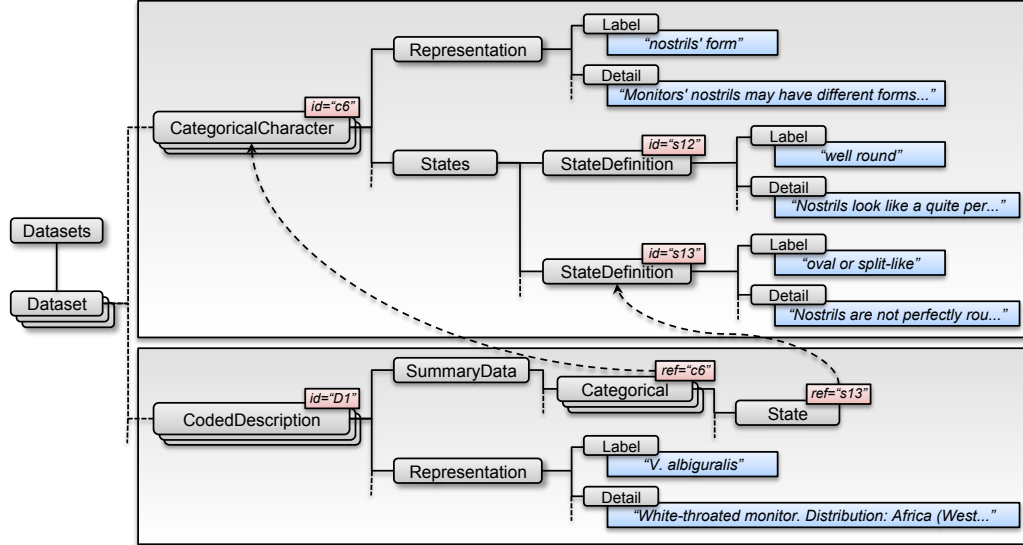 Label
“nostrils' form”
Representation
Detail
“Monitors' nostrils may have different forms...”
id=“c6”
CategoricalCharacter
Label
“well round”
id=“s12”
States
StateDefinition
Detail
“Nostrils look like a quite per...”
Datasets
Label
“oval or split-like”
id=“s13”
StateDefinition
Dataset
Detail
“Nostrils are not perfectly rou...”
SummaryData
ref=“c6”
Categorical
id=“D1”
ref=“s13”
CodedDescription
State
Label
“V. albiguralis”
Representation
Detail
“White-throated monitor. Distribution: Africa (West...”